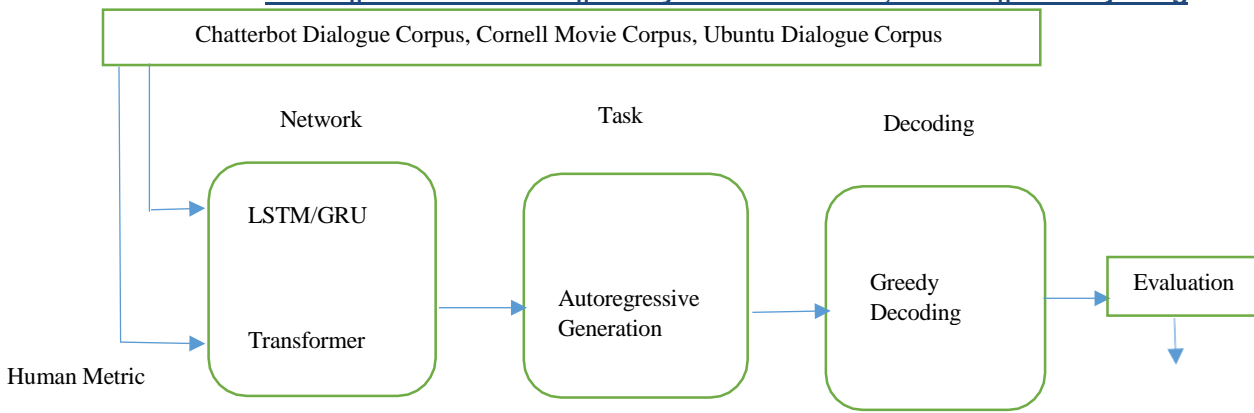 Chatterbot Dialogue Corpus, Cornell Movie Corpus, Ubuntu Dialogue Corpus
Network
Task
Decoding
LSTM/GRU
Transformer
Autoregressive
Generation
Greedy
Decoding
Evaluation
Human Metric